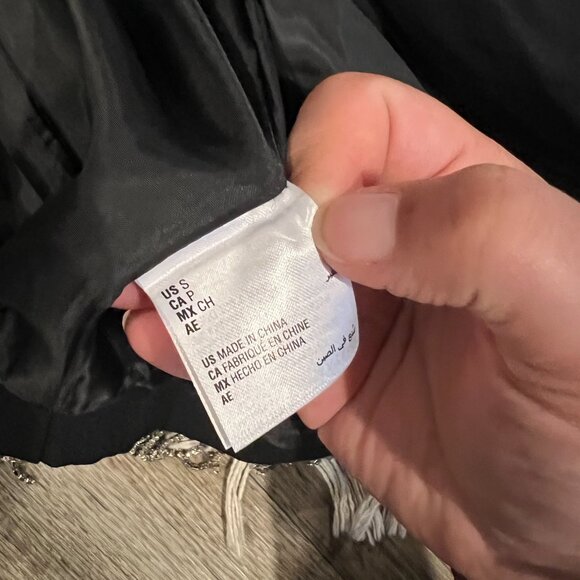 US S
CA P
MX CH
AE
US MADE IN CHINA
CA FABRIQUÉ EN CHINE
MX HECHO EN CHINA
AE صنع في الصين